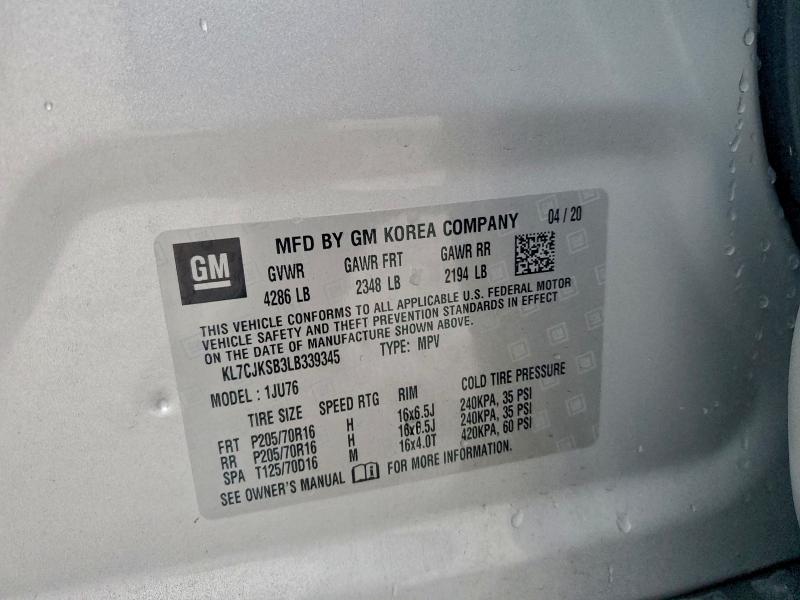 GM
MFD BY GM KOREA COMPANY 04 / 20
GVWR GAWR FRT GAWR RR
4286 LB 2348 LB 2194 LB
THIS VEHICLE CONFORMS TO ALL APPLICABLE U.S. FEDERAL MOTOR
VEHICLE SAFETY AND THEFT PREVENTION STANDARDS IN EFFECT
ON THE DATE OF MANUFACTURE SHOWN ABOVE.
KL7CJKSB3LB339345 TYPE: MPV
MODEL : 1JU76
TIRE SIZE SPEED RTG RIM COLD TIRE PRESSURE
FRT P205/70R16 H 16x6.5J 240KPA, 35 PSI
RR P205/70R16 H 16x6.5J 240KPA, 35 PSI
SPA T125/70D16 M 16x4.0T 420KPA, 60 PSI
SEE OWNER'S MANUAL FOR MORE INFORMATION.